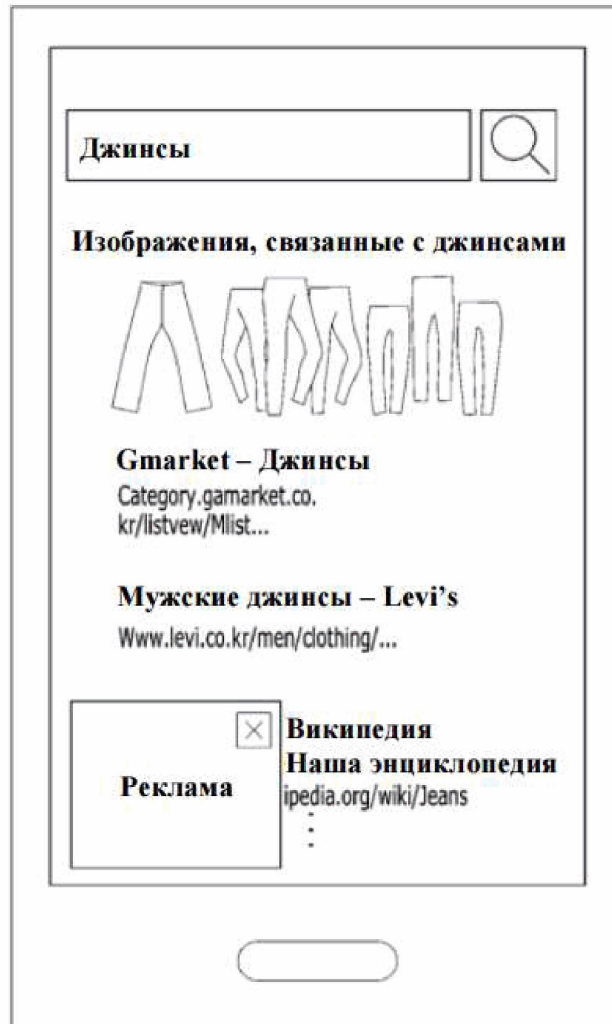 Джинсы
Изображения, связанные с джинсами
Gmarket – Джинсы
Category.gamarket.co.
kr/listvew/Mlist...
Мужские джинсы – Levi’s
Www.levi.co.kr/men/clothing/...
Википедия
Наша энциклопедия
Реклама
ipedia.org/wiki/Jeans